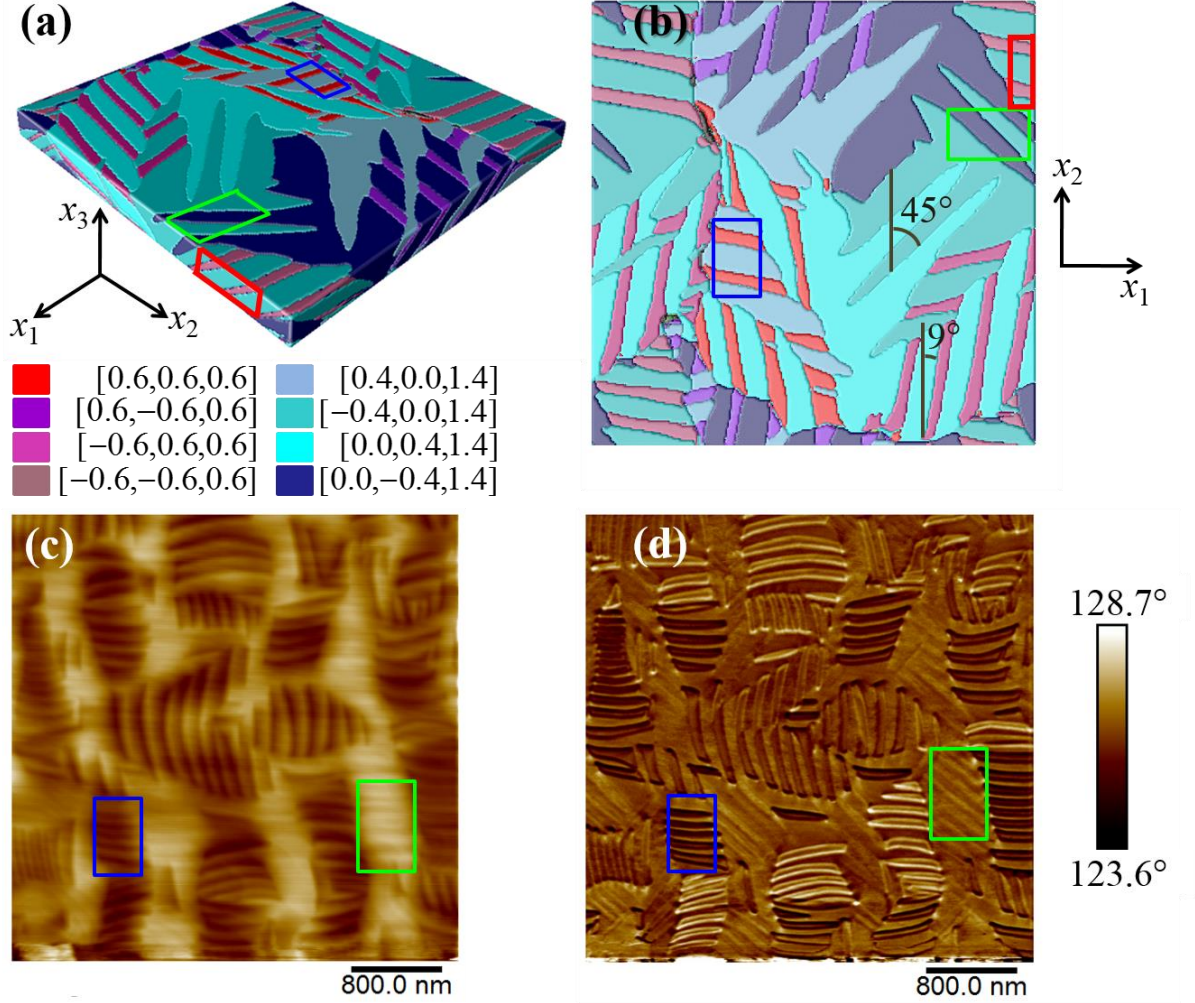 (a)
(b)
x3
x1
x2
x2
x1
45°
9°
[0.6,0.6,0.6]
[0.4,0.0,1.4]
[0.6,−0.6,0.6]
[−0.4,0.0,1.4]
[−0.6,0.6,0.6]
[0.0,0.4,1.4]
[−0.6,−0.6,0.6]
[0.0,−0.4,1.4]
(c)
(d)
128.7°
123.6°
800.0 nm
800.0 nm